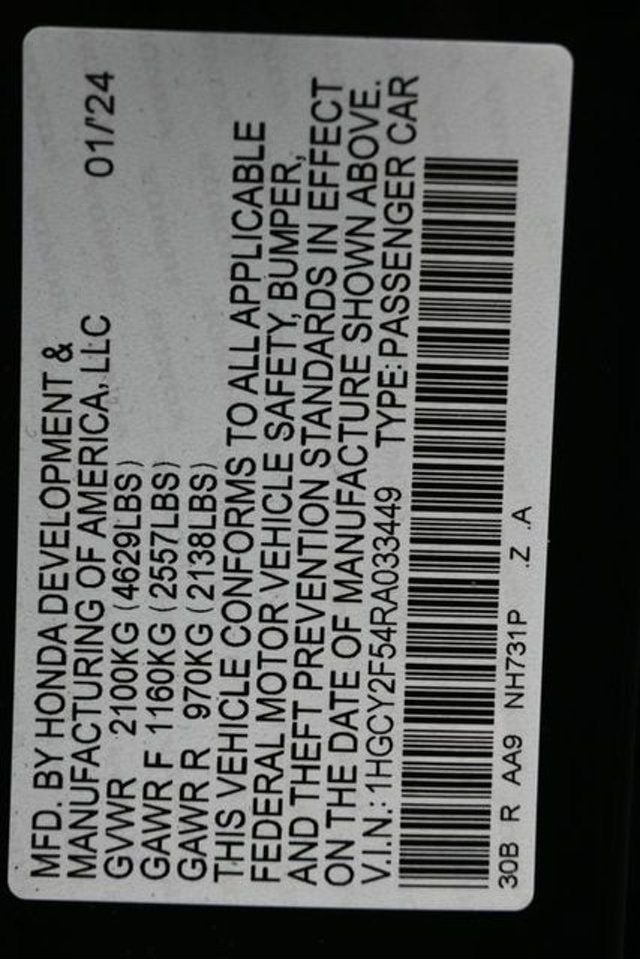 MFD. BY HONDA DEVELOPMENT &
MANUFACTURING OF AMERICA, LLC 01/'24
GVWR 2100KG (4629LBS)
GAWR F 1160KG (2557LBS)
GAWR R 970KG (2138LBS)
THIS VEHICLE CONFORMS TO ALL APPLICABLE
FEDERAL MOTOR VEHICLE SAFETY, BUMPER,
AND THEFT PREVENTION STANDARDS IN EFFECT
ON THE DATE OF MANUFACTURE SHOWN ABOVE.
V.I.N.: 1HGCY2F54RA033449 TYPE: PASSENGER CAR
30B R AA9 NH731P .Z .A